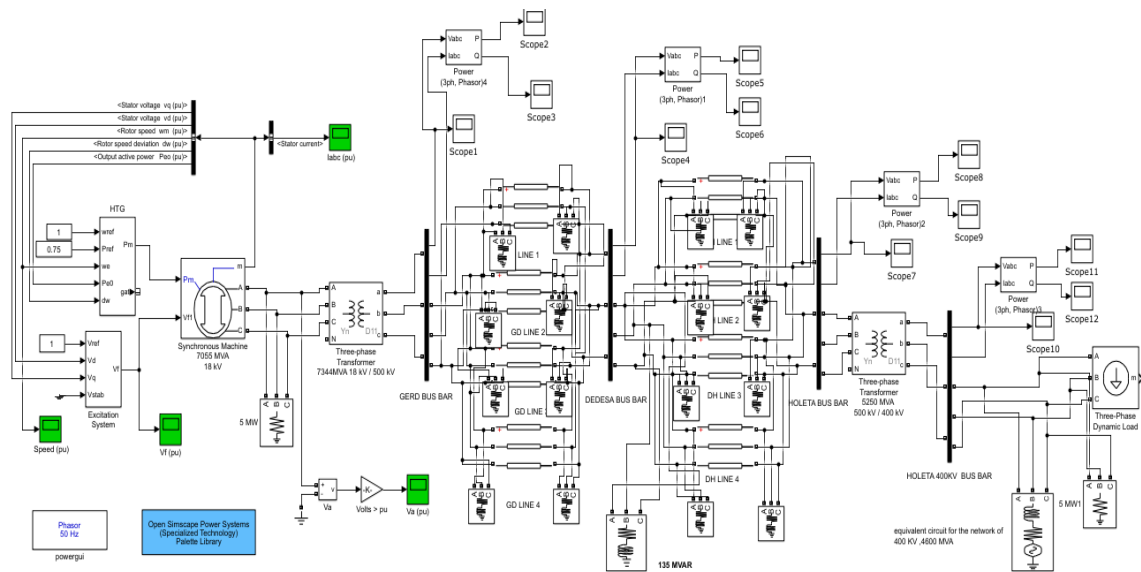 Scope2
Vabc
P
Iabc
Q
Power
(3ph, Phasor)4
Scope3
Scope1
Vabc
P
Iabc
Q
Power
(3ph, Phasor)1
Scope5
Scope6
Scope4
<Stator voltage vq (pu)>
<Stator voltage vd (pu)>
<Rotor speed wm (pu)>
<Rotor speed deviation dw (pu)>
<Output active power Peo (pu)>
<Stator current>
Iabc (pu)
Vabc
P
Iabc
Q
Power
(3ph, Phasor)2
Scope8
Scope9
Scope7
HTG
1
0.75
wref
Pref
we
Pe0
dw
Pm
gate
Pm
Vf1
m
A
B
C
Synchronous Machine
7055 MVA
18 kV
A
B
C
N
a
b
c
Yn
D11
Three-phase
Transformer
7344MVA 18 kV / 500 kV
GERD BUS BAR
LINE 1
GD LINE 2
GD LINE
GD LINE 4
DEDESA BUS BAR
LINE 1
LINE 2
DH LINE 3
DH LINE 4
HOLETA BUS BAR
A
B
C
N
a
b
c
Yn
D11
Three-phase
Transformer
5250 MVA
500 kV / 400 kV
Vabc
P
Iabc
Q
Power
(3ph, Phasor)3
Scope11
Scope12
Scope10
A
B
C
m
Three-Phase
Dynamic Load
HOLETA 400KV BUS BAR
1
Vref
Vd
Vq
Vstab
Vf
Excitation
System
Speed (pu)
Vf (pu)
A B C
5 MW
+
-
v
Va
-K-
Volts > pu
Va (pu)
A B C
135 MVAR
A B C
A B C
5 MW1
equivalent circuit for the network of
400 KV ,4600 MVA
Phasor
50 Hz
powergui
Open Simscape Power Systems
(Specialized Technology)
Palette Library